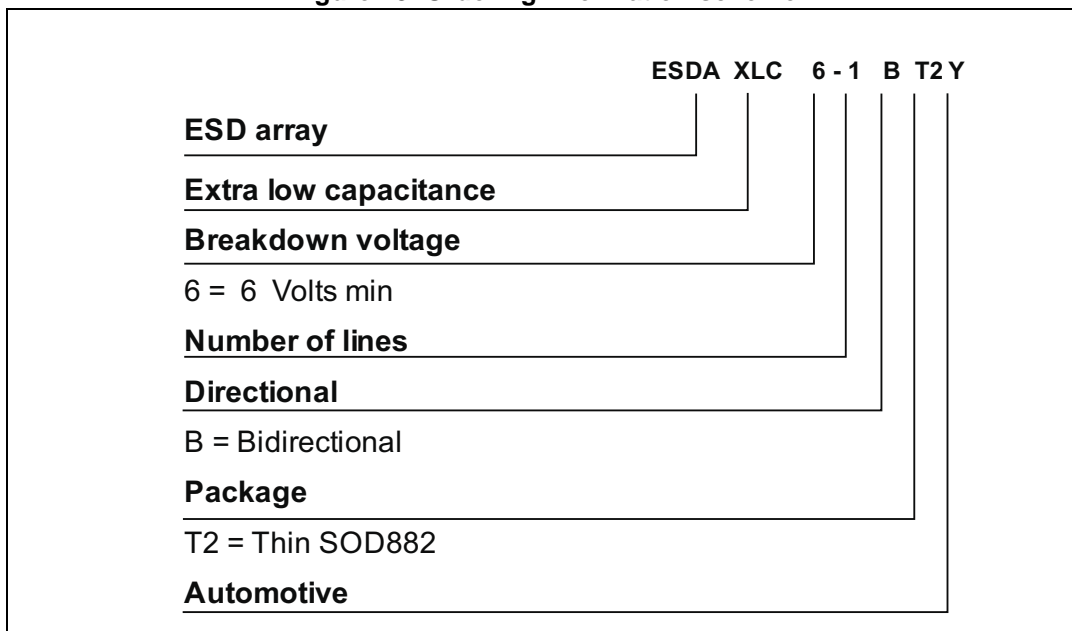 ESDA XLC 6 - 1 B T2 Y
ESD array
Extra low capacitance
Breakdown voltage
6 = 6 Volts min
Number of lines
Directional
B = Bidirectional
Package
T2 = Thin SOD882
Automotive